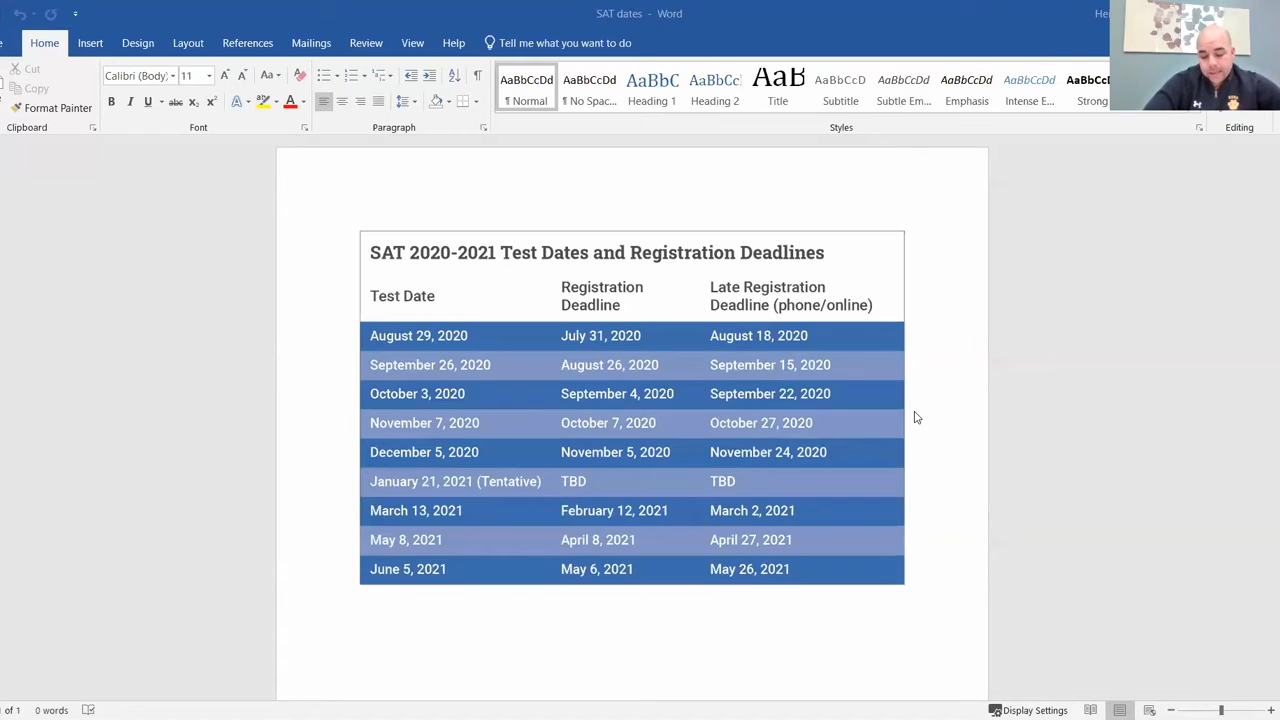 SAT dates - Word
Home Insert Design Layout References Mailings Review View Help Tell me what you want to do
Cut
Copy
Format Painter
Clipboard
Calibri (Body) 11
Font
Paragraph
AaBbCcDd AaBbCcDd AaBbC AaBbCc AaB AaBbCcD AaBbCcDd AaBbCcDd AaBbCcDd
¶ Normal ¶ No Spac... Heading 1 Heading 2 Title Subtitle Subtle Em... Emphasis Intense E... Strong
Styles
Editing
SAT 2020-2021 Test Dates and Registration Deadlines
Test Date Registration Deadline Late Registration Deadline (phone/online)
August 29, 2020 July 31, 2020 August 18, 2020
September 26, 2020 August 26, 2020 September 15, 2020
October 3, 2020 September 4, 2020 September 22, 2020
November 7, 2020 October 7, 2020 October 27, 2020
December 5, 2020 November 5, 2020 November 24, 2020
January 21, 2021 (Tentative) TBD TBD
March 13, 2021 February 12, 2021 March 2, 2021
May 8, 2021 April 8, 2021 April 27, 2021
June 5, 2021 May 6, 2021 May 26, 2021
of 1 0 words Display Settings